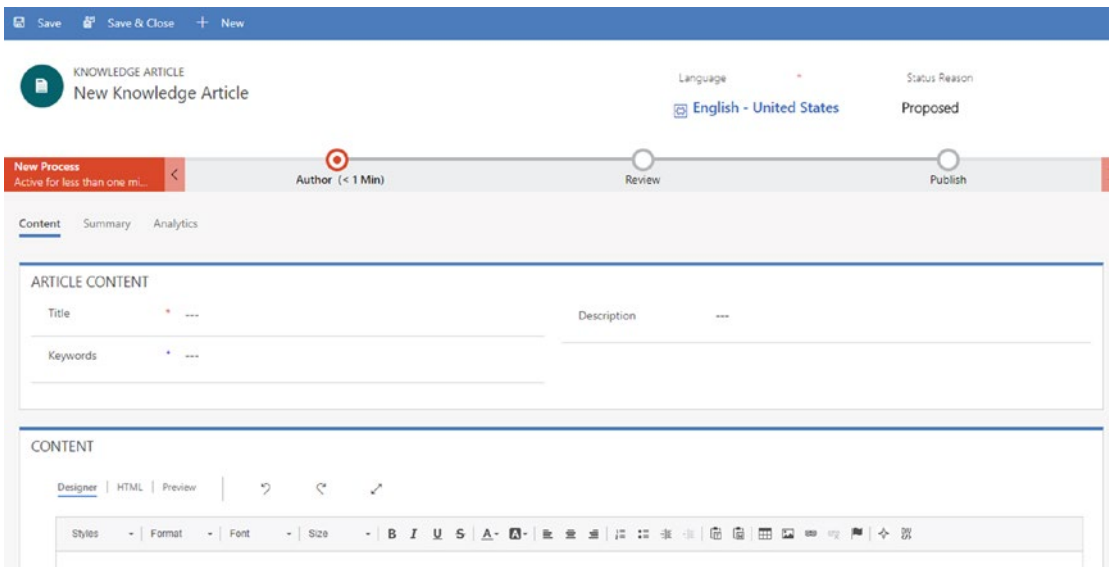 Save Save & Close New
KNOWLEDGE ARTICLE
New Knowledge Article
Language *
English - United States
Status Reason
Proposed
New Process
Active for less than one mi...
Author (< 1 Min)
Review
Publish
Content Summary Analytics
ARTICLE CONTENT
Title * ---
Description ---
Keywords * ---
CONTENT
Designer | HTML | Preview
Styles Format Font Size B I U S A A